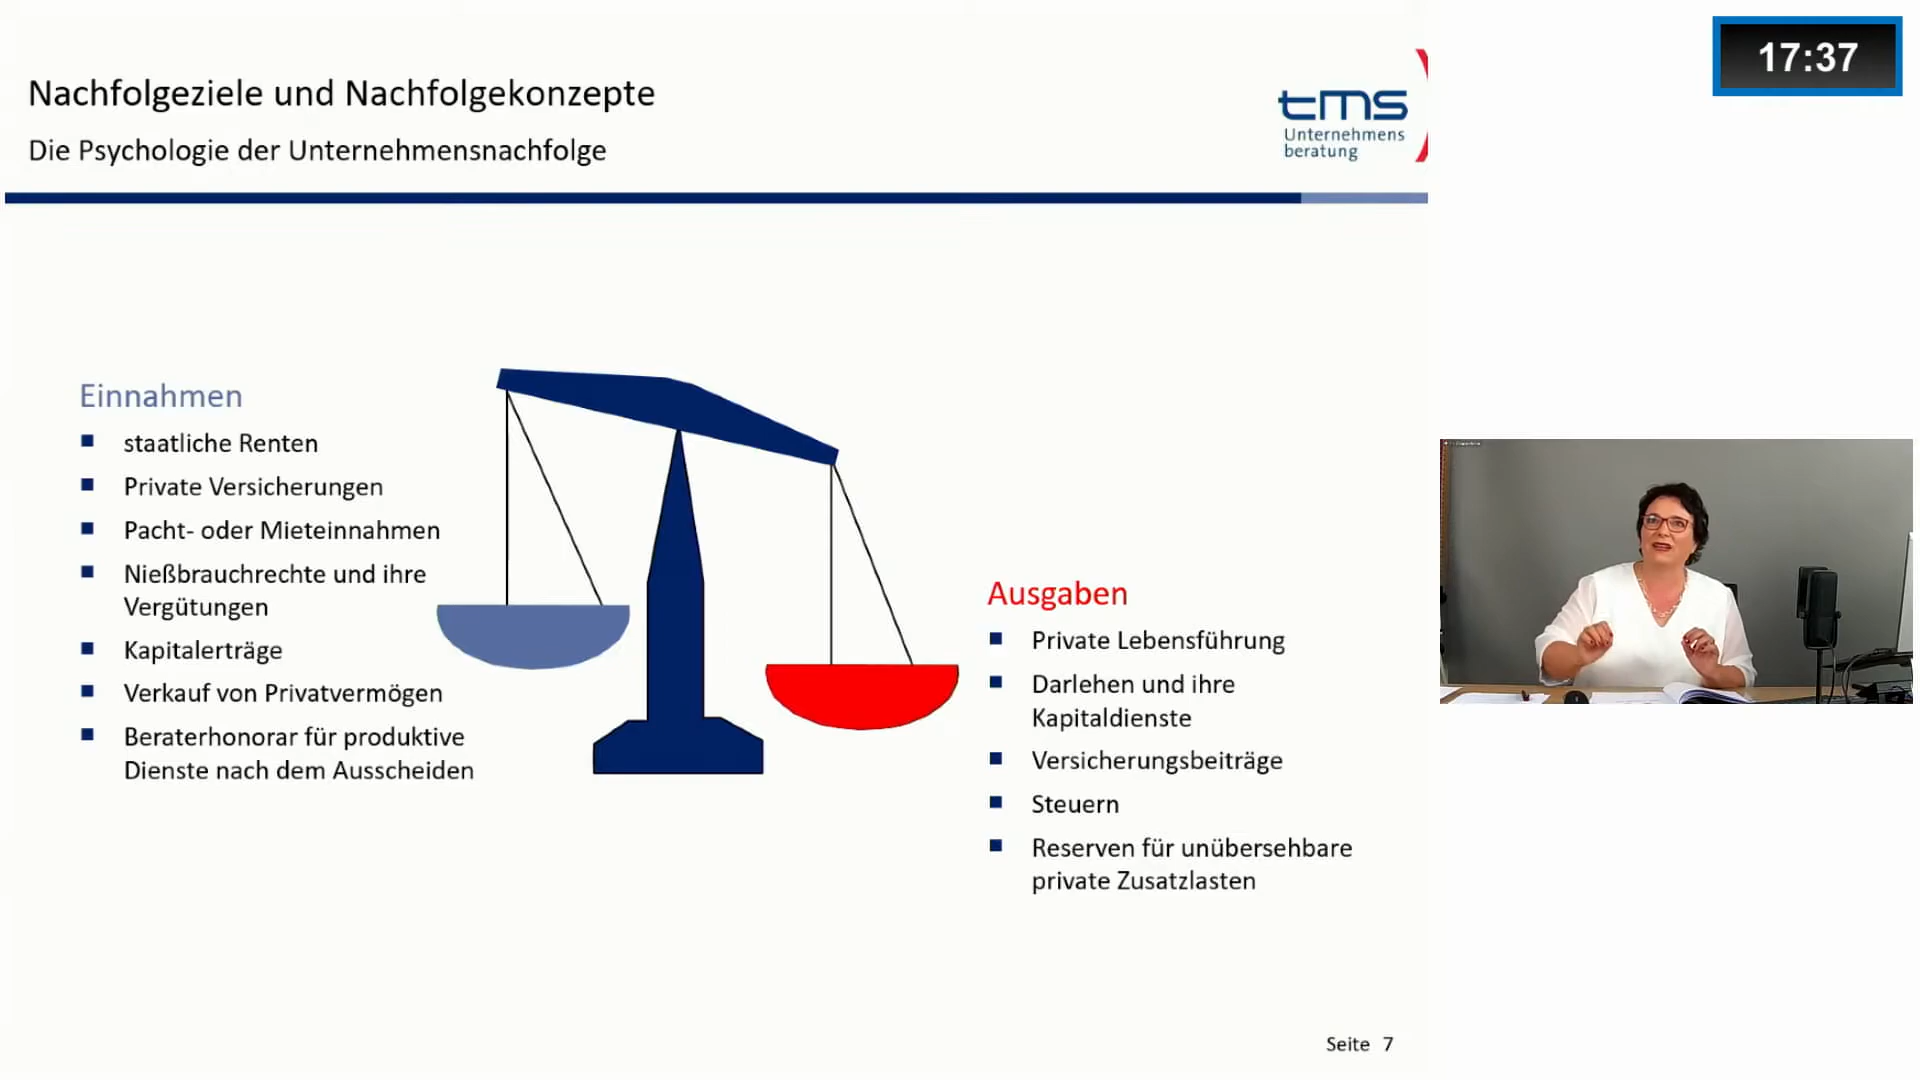 Nachfolgeziele und Nachfolgekonzepte
Die Psychologie der Unternehmensnachfolge
tms
Unternehmens
beratung
17:37
Einnahmen
staatliche Renten
Private Versicherungen
Pacht- oder Mieteinnahmen
Nießbrauchrechte und ihre
Vergütungen
Kapitalerträge
Verkauf von Privatvermögen
Beraterhonorar für produktive
Dienste nach dem Ausscheiden
Ausgaben
Private Lebensführung
Darlehen und ihre
Kapitaldienste
Versicherungsbeiträge
Steuern
Reserven für unübersehbare
private Zusatzlasten
Seite 7